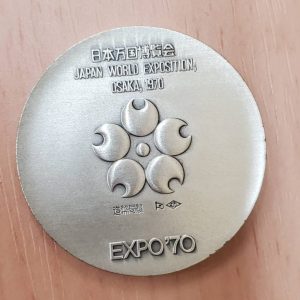 日本万国博覧会
JAPAN WORLD EXPOSITION,
OSAKA, 1970
EXPO'70